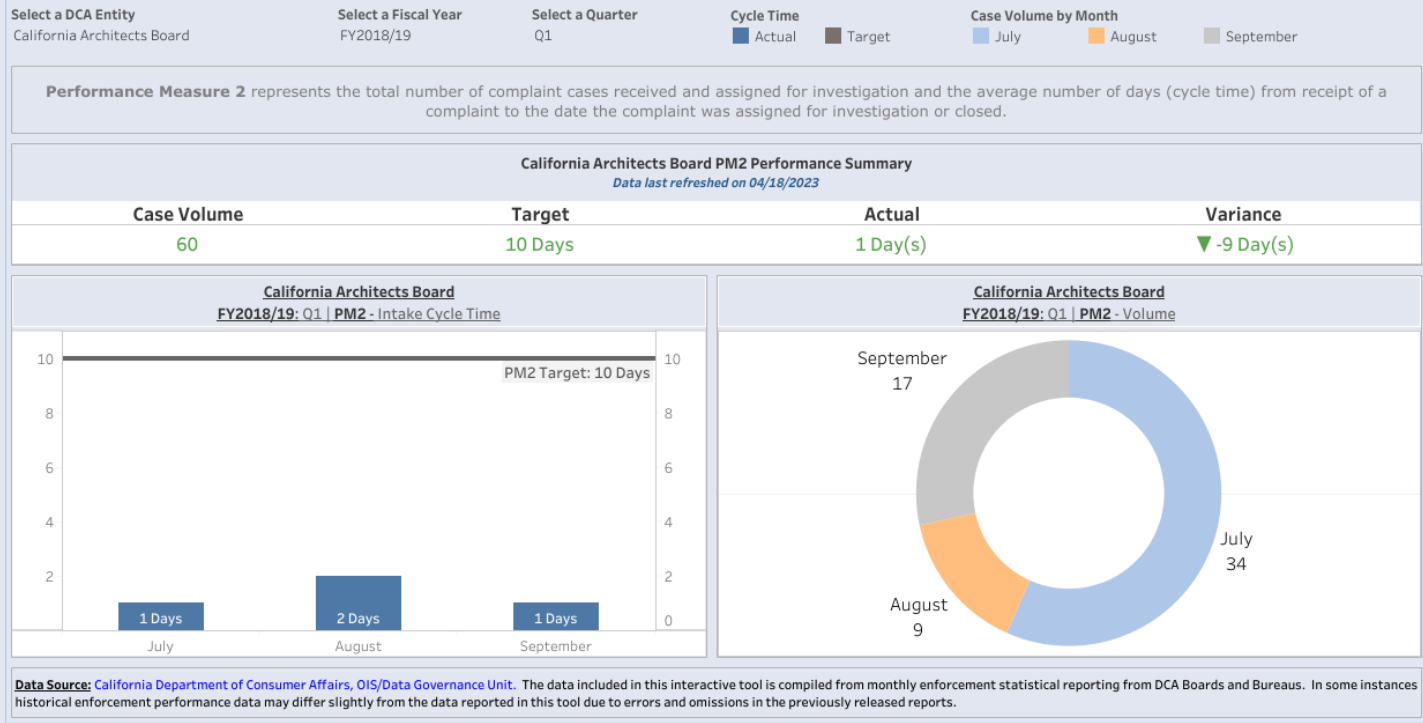 Select a DCA Entity
California Architects Board
Select a Fiscal Year
FY2018/19
Select a Quarter
Q1
Cycle Time
Actual
Target
Case Volume by Month
July
August
September
Performance Measure 2 represents the total number of complaint cases received and assigned for investigation and the average number of days (cycle time) from receipt of a
complaint to the date the complaint was assigned for investigation or closed.
California Architects Board PM2 Performance Summary
Data last refreshed on 04/18/2023
Case Volume
Target
Actual
Variance
60
10 Days
1 Day(s)
▼ -9 Day(s)
California Architects Board
FY2018/19: Q1 | PM2 - Intake Cycle Time
10
8
6
4
2
10
8
6
4
2
0
PM2 Target: 10 Days
1 Days
2 Days
1 Days
July
August
September
California Architects Board
FY2018/19: Q1 | PM2 - Volume
September
17
July
34
August
9
Data Source: California Department of Consumer Affairs, OIS/Data Governance Unit. The data included in this interactive tool is compiled from monthly enforcement statistical reporting from DCA Boards and Bureaus. In some instances
historical enforcement performance data may differ slightly from the data reported in this tool due to errors and omissions in the previously released reports.